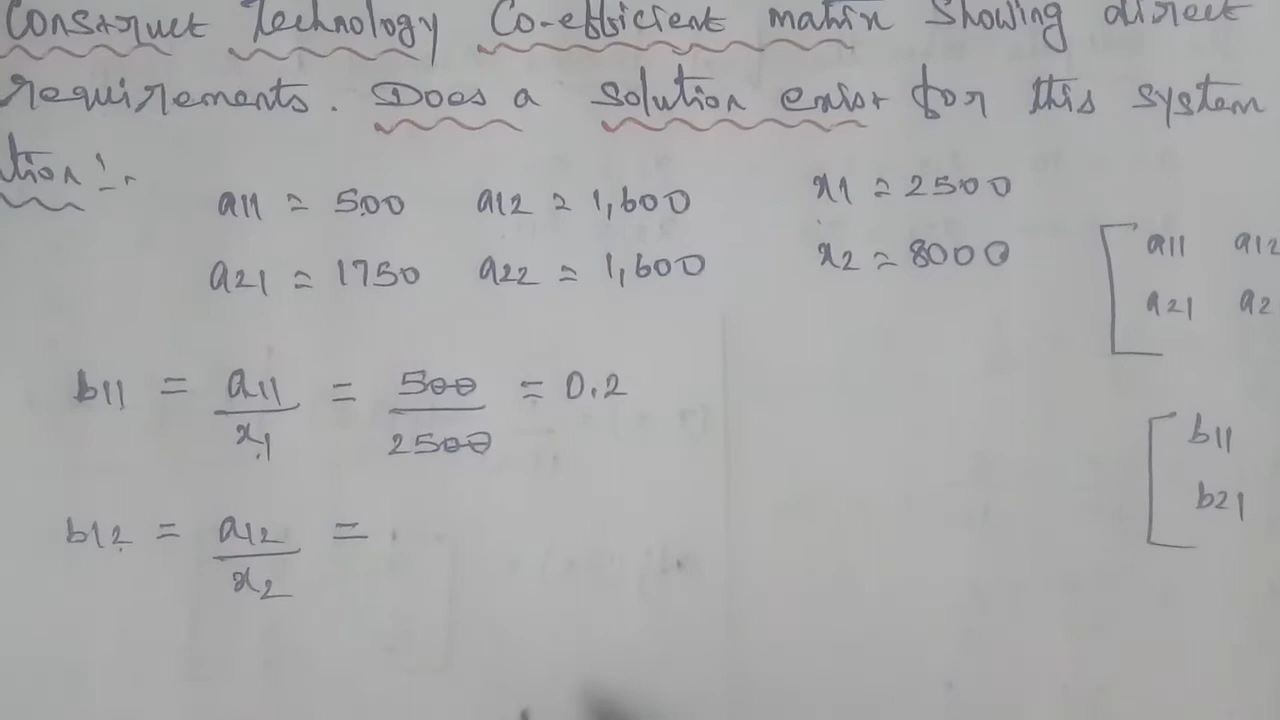 Construct Technology Co-efficient matrix showing direct
requirements. Does a solution exist for this system
tion :-
a11 = 500 a12 = 1,600 x1 = 2500
a21 = 1750 a22 = 1,600 x2 = 8000
[ a11 a12
a21 a2
b11 = a11 / x1 = 500 / 2500 = 0.2
[ b11
b21
b12 = a12 / x2 =